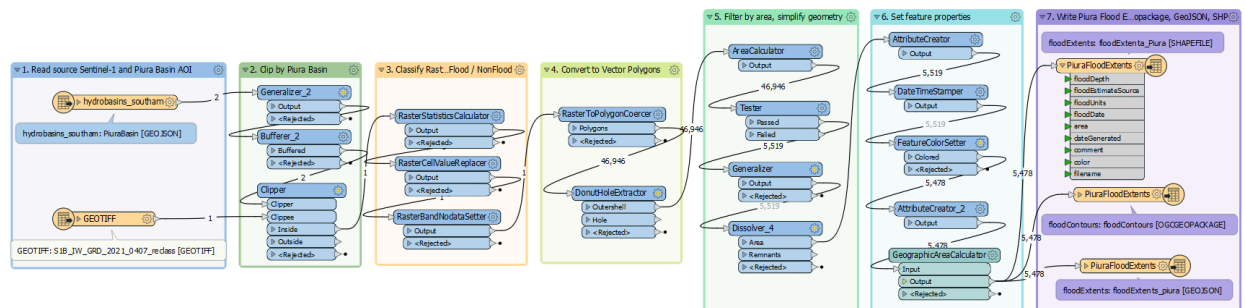 1. Read source Sentinel-1 and Piura Basin AOI
hydrobasins_southam
2
hydrobasins_southam: PiuraBasin [GEOJSON]
GEOTIFF
1
GEOTIFF: S1B_IW_GRD_2021_0407_reclass [GEOTIFF]
2. Clip by Piura Basin
Generalizer_2
Output
<Rejected>
Bufferer_2
Buffered
<Rejected>
2
Clipper
Clipper
Clippee
Inside
Outside
<Rejected>
1
3. Classify Rast...Flood / NonFlood
RasterStatisticsCalculator
Output
<Rejected>
RasterCellValueReplacer
Output
<Rejected>
1
RasterBandNodataSetter
Output
<Rejected>
1
4. Convert to Vector Polygons
RasterToPolygonCoercer
Polygons
<Rejected>
46,946
DonutHoleExtractor
Outershell
Hole
<Rejected>
46,946
5. Filter by area, simplify geometry
AreaCalculator
Output
<Rejected>
46,946
Tester
Passed
Failed
5,519
Generalizer
Output
<Rejected>
5,519
Dissolver_4
Area
Remnants
<Rejected>
5,478
6. Set feature properties
AttributeCreator
Output
<Rejected>
5,519
DateTimeStamper
Output
<Rejected>
5,519
FeatureColorSetter
Colored
<Rejected>
5,478
AttributeCreator_2
Output
<Rejected>
5,478
GeographicAreaCalculator
Input
Output
<Rejected>
5,478
5,478
5,478
7. Write Piura Flood E...opackage, GeoJSON, SHP
floodExtents: floodExtenta_Piura [SHAPEFILE]
PiuraFloodExtents
floodDepth
floodEstimateSource
floodUnits
floodDate
area
dateGenerated
comment
color
filename
PiuraFloodExtents
floodContours: floodContours [OGCGEOPACKAGE]
PiuraFloodExtents
floodExtents: floodExtents_piura [GEOJSON]